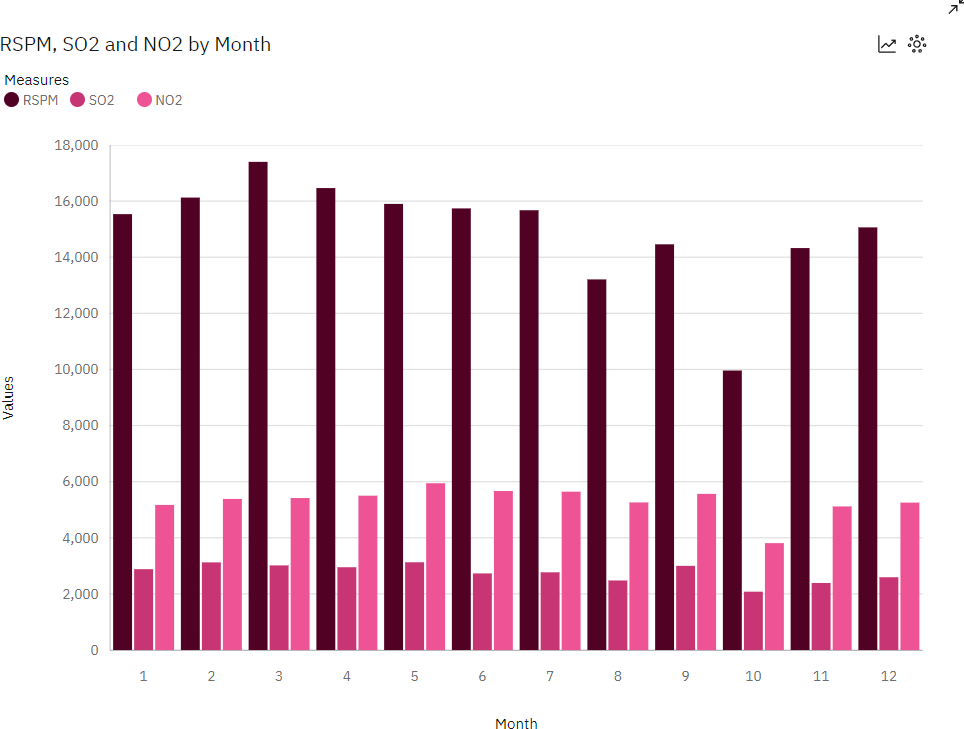 RSPM, SO2 and NO2 by Month
Measures
RSPM SO2 NO2
18,000
16,000
14,000
12,000
10,000
8,000
6,000
4,000
2,000
0
Values
1 2 3 4 5 6 7 8 9 10 11 12
Month